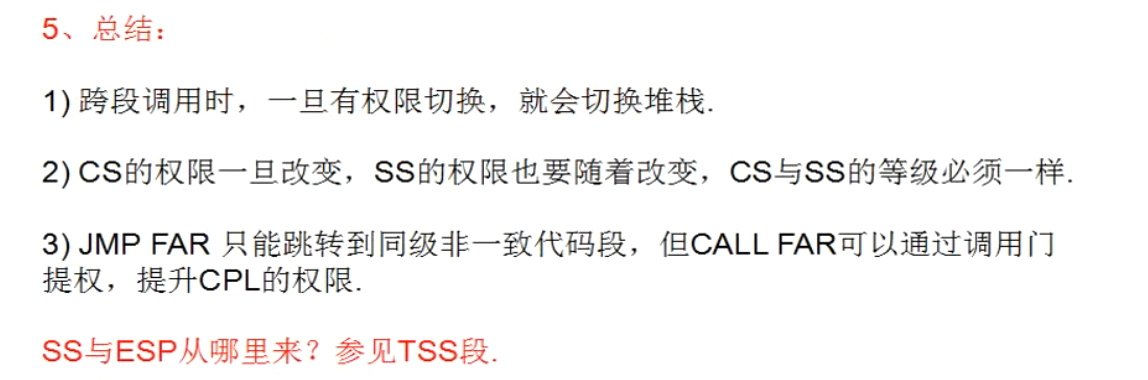 5、总结：
1) 跨段调用时，一旦有权限切换，就会切换堆栈.
2) CS的权限一旦改变，SS的权限也要随着改变，CS与SS的等级必须一样.
3) JMP FAR 只能跳转到同级非一致代码段，但CALL FAR可以通过调用门
提权，提升CPL的权限.
SS与ESP从哪里来？参见TSS段.